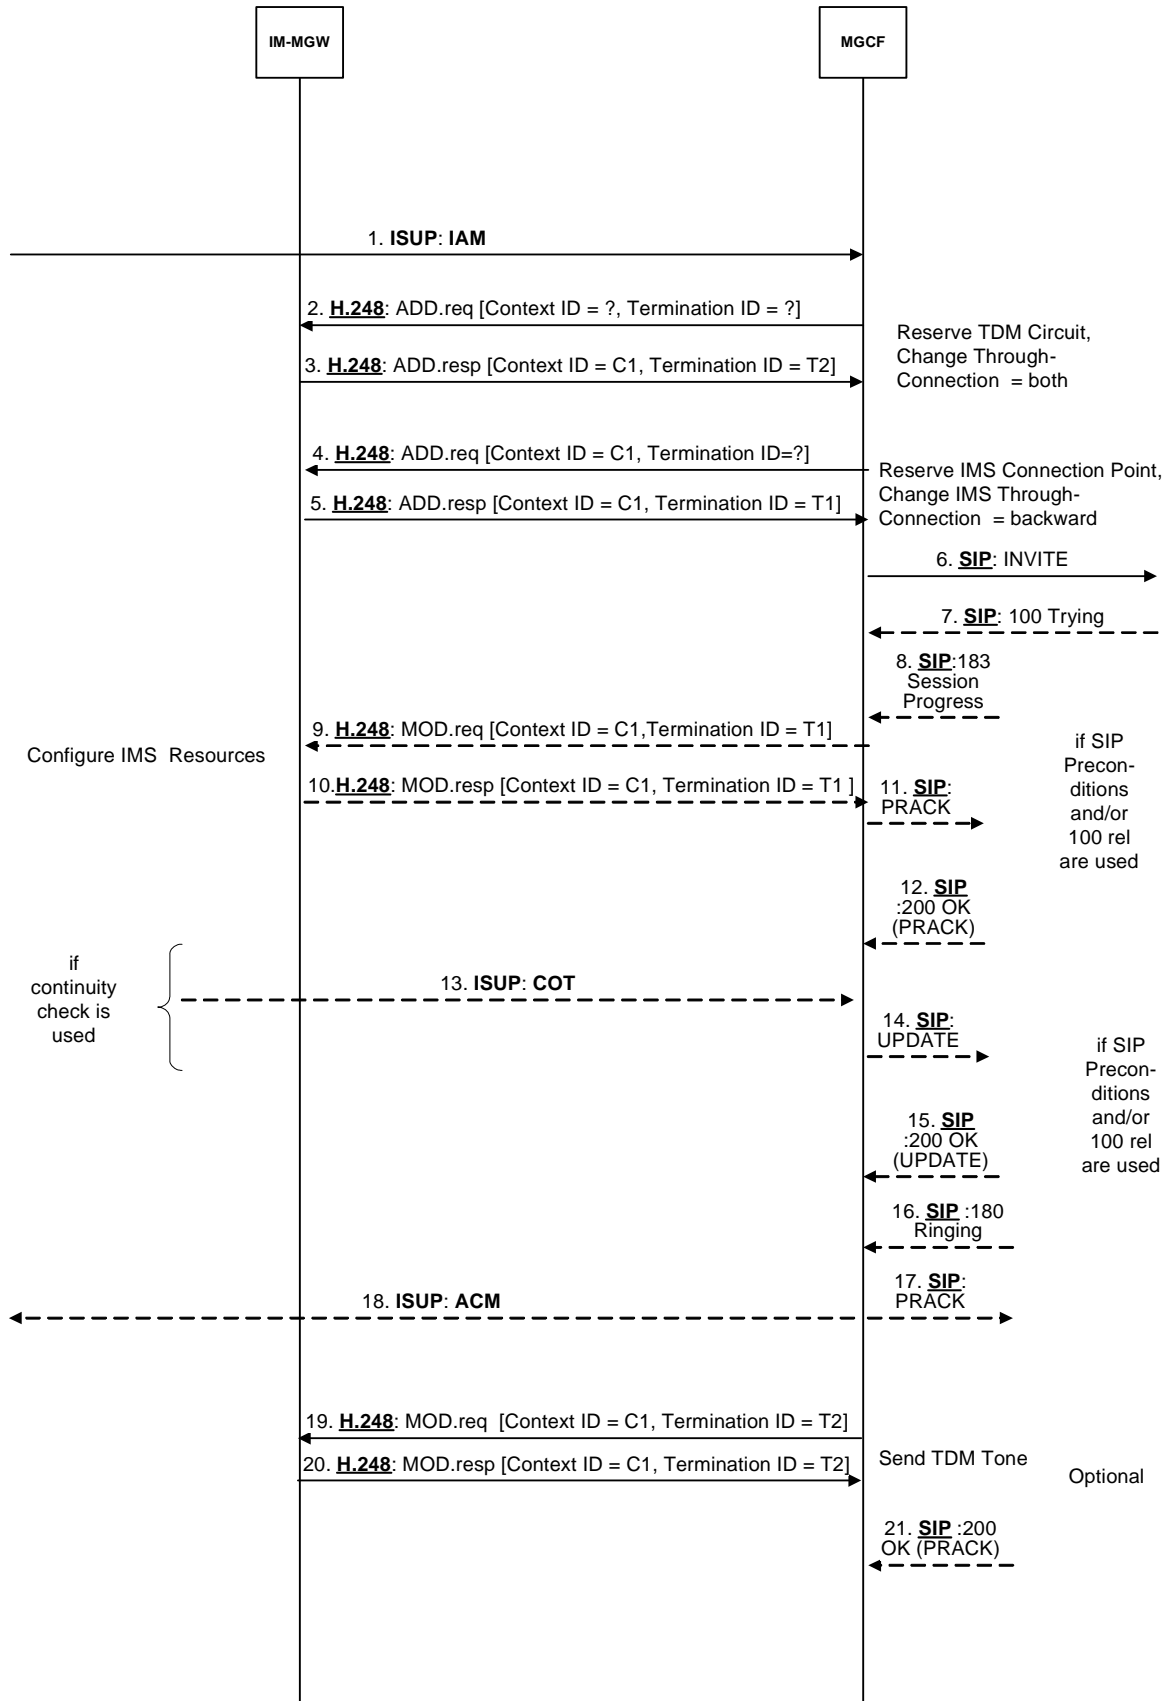 IM-MGW
MGCF
1. ISUP: IAM
2. H.248: ADD.req [Context ID = ?, Termination ID = ?]
Reserve TDM Circuit,
Change Through-
Connection = both
3. H.248: ADD.resp [Context ID = C1, Termination ID = T2]
4. H.248: ADD.req [Context ID = C1, Termination ID=?]
Reserve IMS Connection Point,
Change IMS Through-
Connection = backward
5. H.248: ADD.resp [Context ID = C1, Termination ID = T1]
6. SIP: INVITE
7. SIP: 100 Trying
8. SIP:183
Session
Progress
9. H.248: MOD.req [Context ID = C1,Termination ID = T1]
Configure IMS Resources
10.H.248: MOD.resp [Context ID = C1, Termination ID = T1 ]
11. SIP:
PRACK
if SIP
Precon-
ditions
and/or
100 rel
are used
12. SIP
:200 OK
(PRACK)
if
continuity
check is
used
13. ISUP: COT
14. SIP:
UPDATE
if SIP
Precon-
ditions
and/or
100 rel
are used
15. SIP
:200 OK
(UPDATE)
16. SIP :180
Ringing
17. SIP:
PRACK
18. ISUP: ACM
19. H.248: MOD.req [Context ID = C1, Termination ID = T2]
20. H.248: MOD.resp [Context ID = C1, Termination ID = T2]
Send TDM Tone
Optional
21. SIP :200
OK (PRACK)